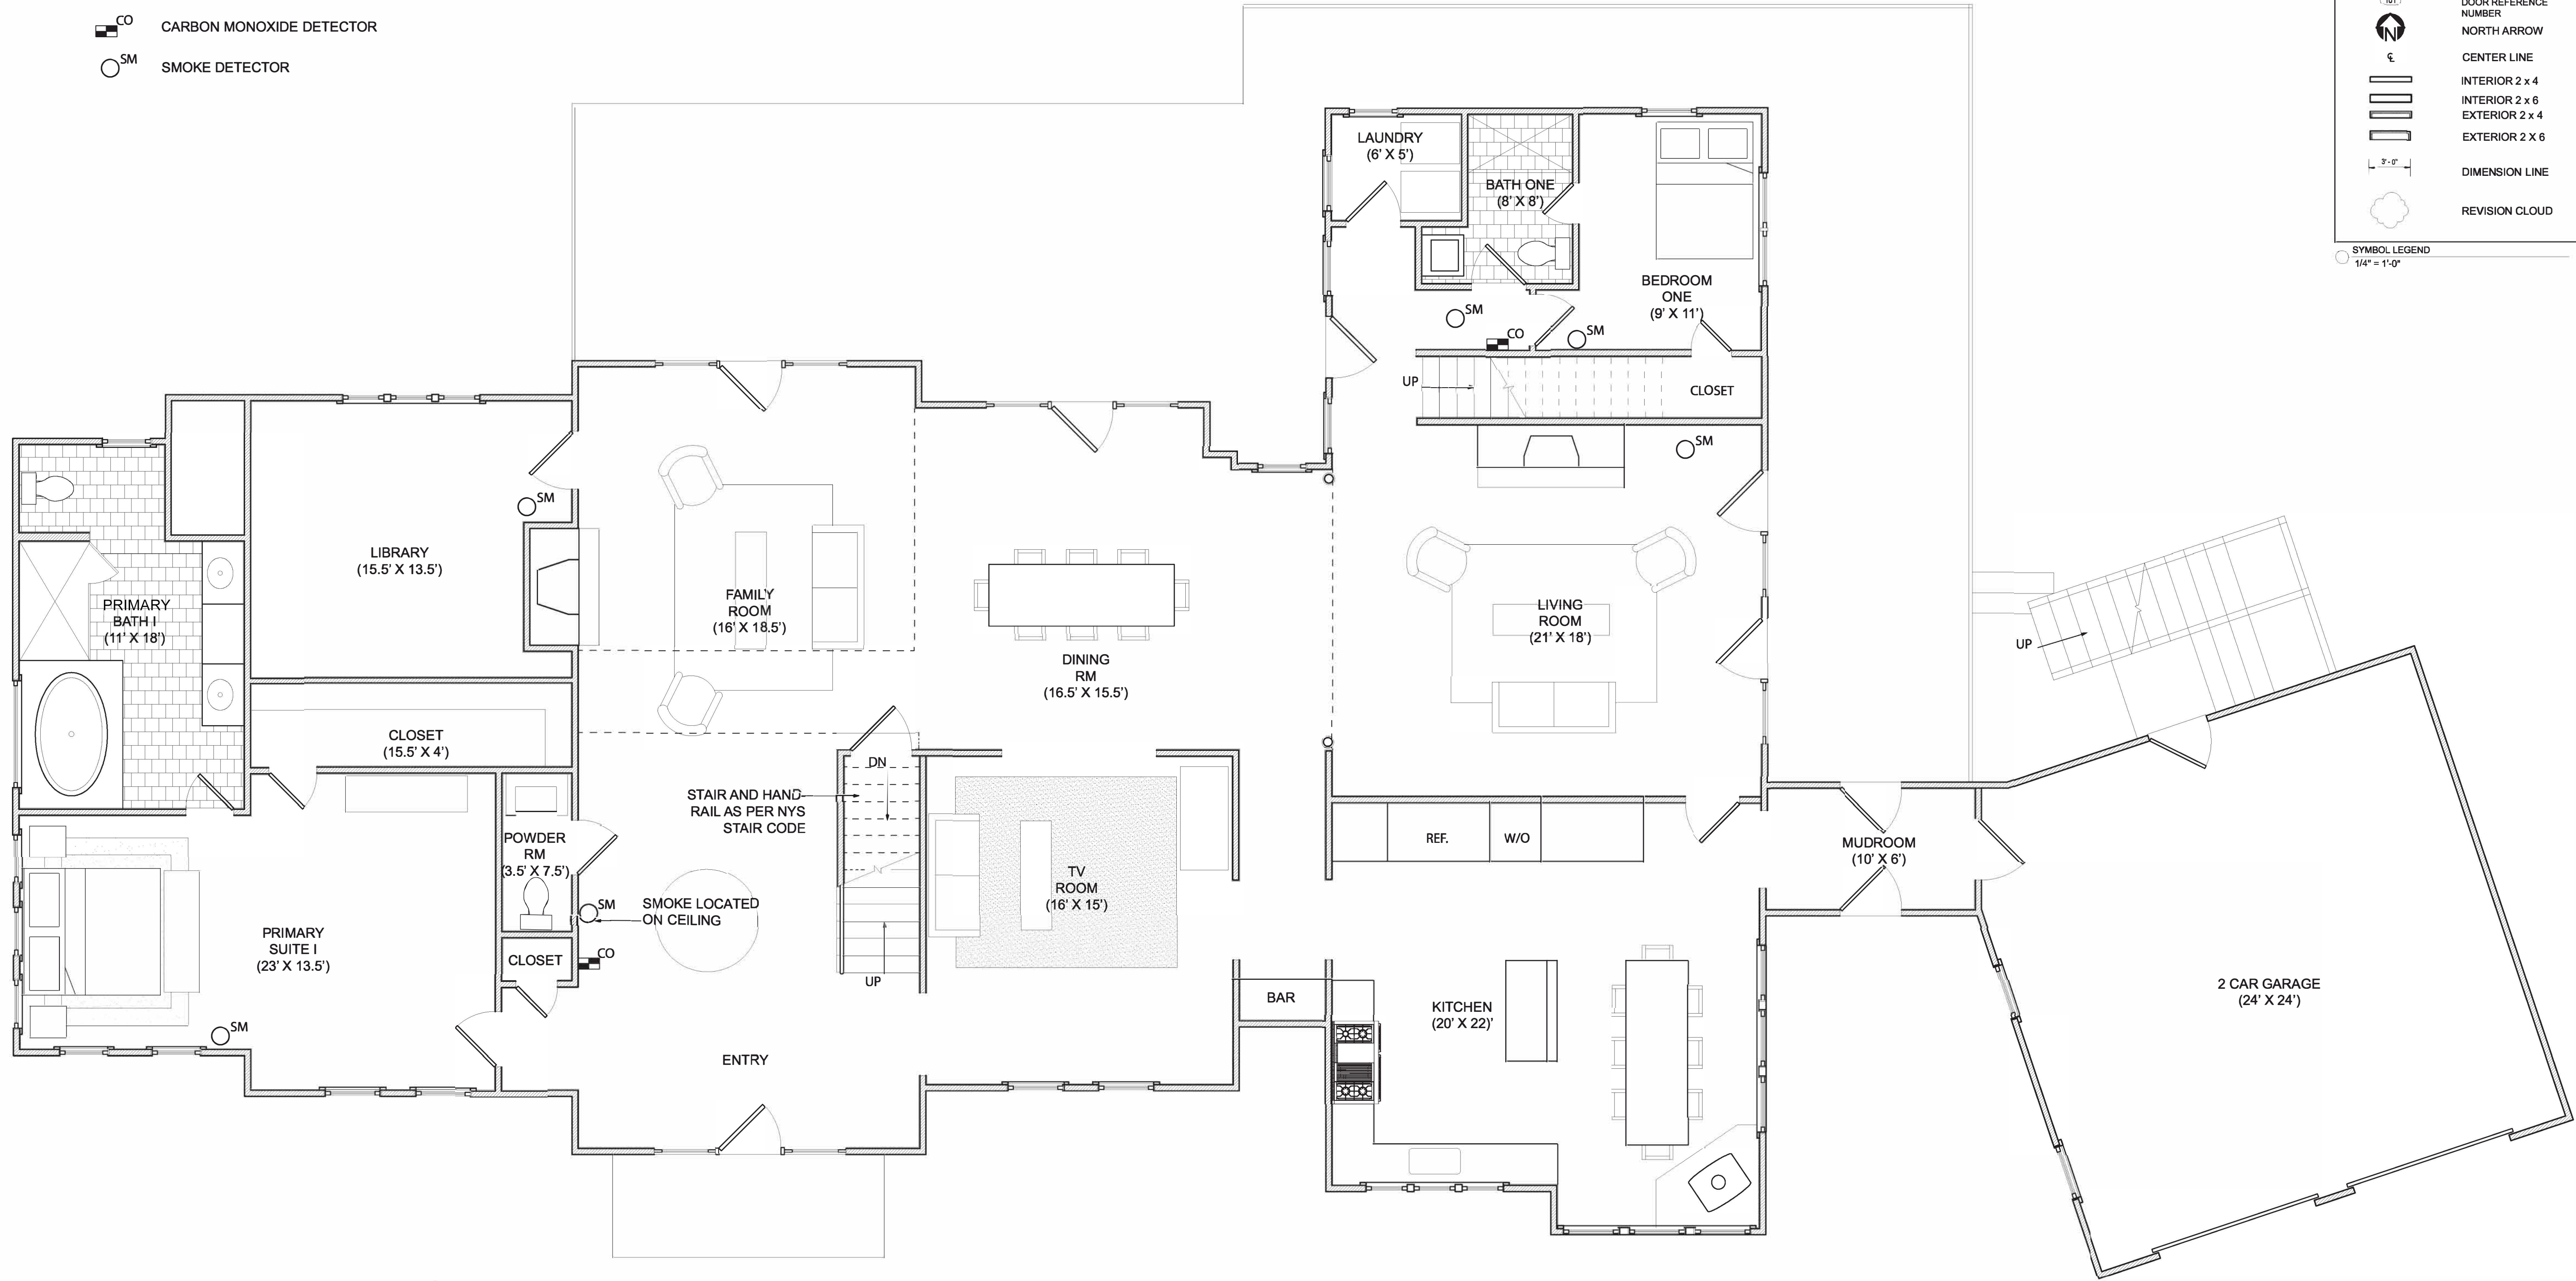 CO
CARBON MONOXIDE DETECTOR
SM
SMOKE DETECTOR
101
DOOR REFERENCE
NUMBER
N
NORTH ARROW
CENTER LINE
INTERIOR 2 x 4
INTERIOR 2 x 6
EXTERIOR 2 x 4
EXTERIOR 2 X 6
3'-0"
DIMENSION LINE
REVISION CLOUD
SYMBOL LEGEND
1/4" = 1'-0"
LAUNDRY
(6' X 5')
BATH ONE
(8' X 8')
BEDROOM
ONE
(9' X 11')
SM
CO
SM
UP
CLOSET
SM
SM
LIBRARY
(15.5' X 13.5')
PRIMARY
BATH I
(11' X 18')
FAMILY
ROOM
(16' X 18.5')
DINING
RM
(16.5' X 15.5')
LIVING
ROOM
(21' X 18')
UP
CLOSET
(15.5' X 4')
DN
STAIR AND HAND-
RAIL AS PER NYS
STAIR CODE
POWDER
RM
(3.5' X 7.5')
REF.
W/O
MUDROOM
(10' X 6')
TV
ROOM
(16' X 15')
SM
SMOKE LOCATED
ON CEILING
PRIMARY
SUITE I
(23' X 13.5')
CLOSET
CO
UP
BAR
KITCHEN
(20' X 22)'
2 CAR GARAGE
(24' X 24')
SM
ENTRY